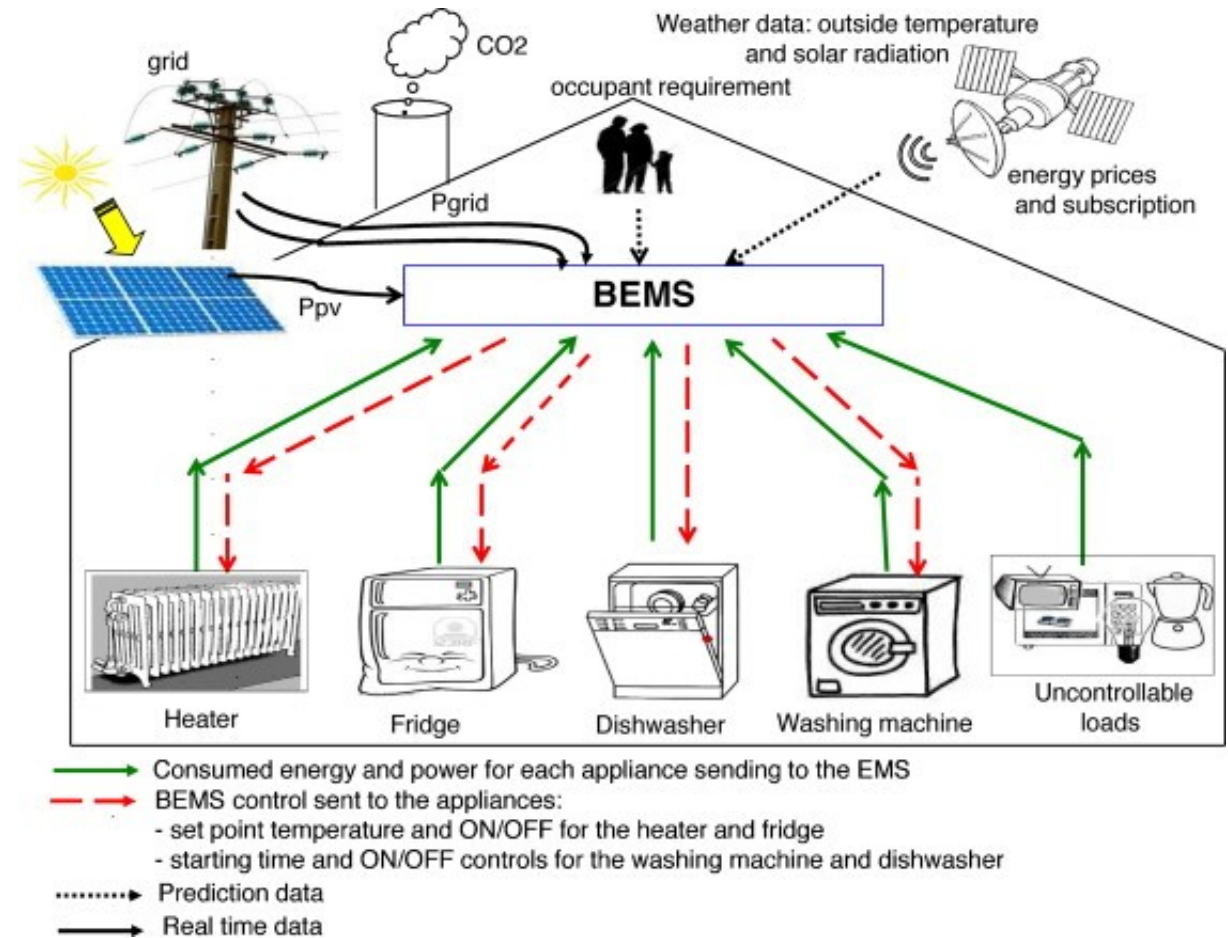 Weather data: outside temperature
and solar radiation
CO2
grid
occupant requirement
energy prices
and subscription
Pgrid
Ppv
BEMS
Heater
Fridge
Dishwasher
Washing machine
Uncontrollable
loads
Consumed energy and power for each appliance sending to the EMS
BEMS control sent to the appliances:
- set point temperature and ON/OFF for the heater and fridge
- starting time and ON/OFF controls for the washing machine and dishwasher
Prediction data
Real time data